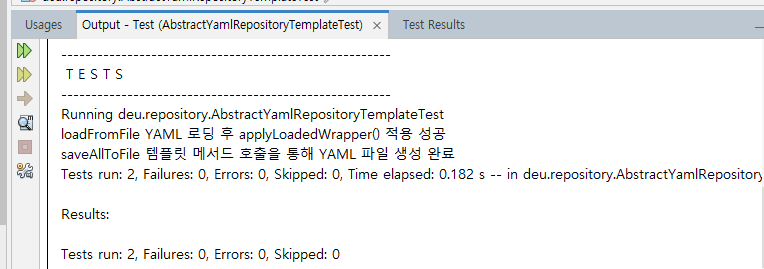 Usages
Output - Test (AbstractYamlRepositoryTemplateTest) ×
Test Results
-------------------------------------------------------
T E S T S
-------------------------------------------------------
Running deu.repository.AbstractYamlRepositoryTemplateTest
loadFromFile YAML 로딩 후 applyLoadedWrapper() 적용 성공
saveAllToFile 템플릿 메서드 호출을 통해 YAML 파일 생성 완료
Tests run: 2, Failures: 0, Errors: 0, Skipped: 0, Time elapsed: 0.182 s -- in deu.repository.AbstractYamlRepository
Results:
Tests run: 2, Failures: 0, Errors: 0, Skipped: 0